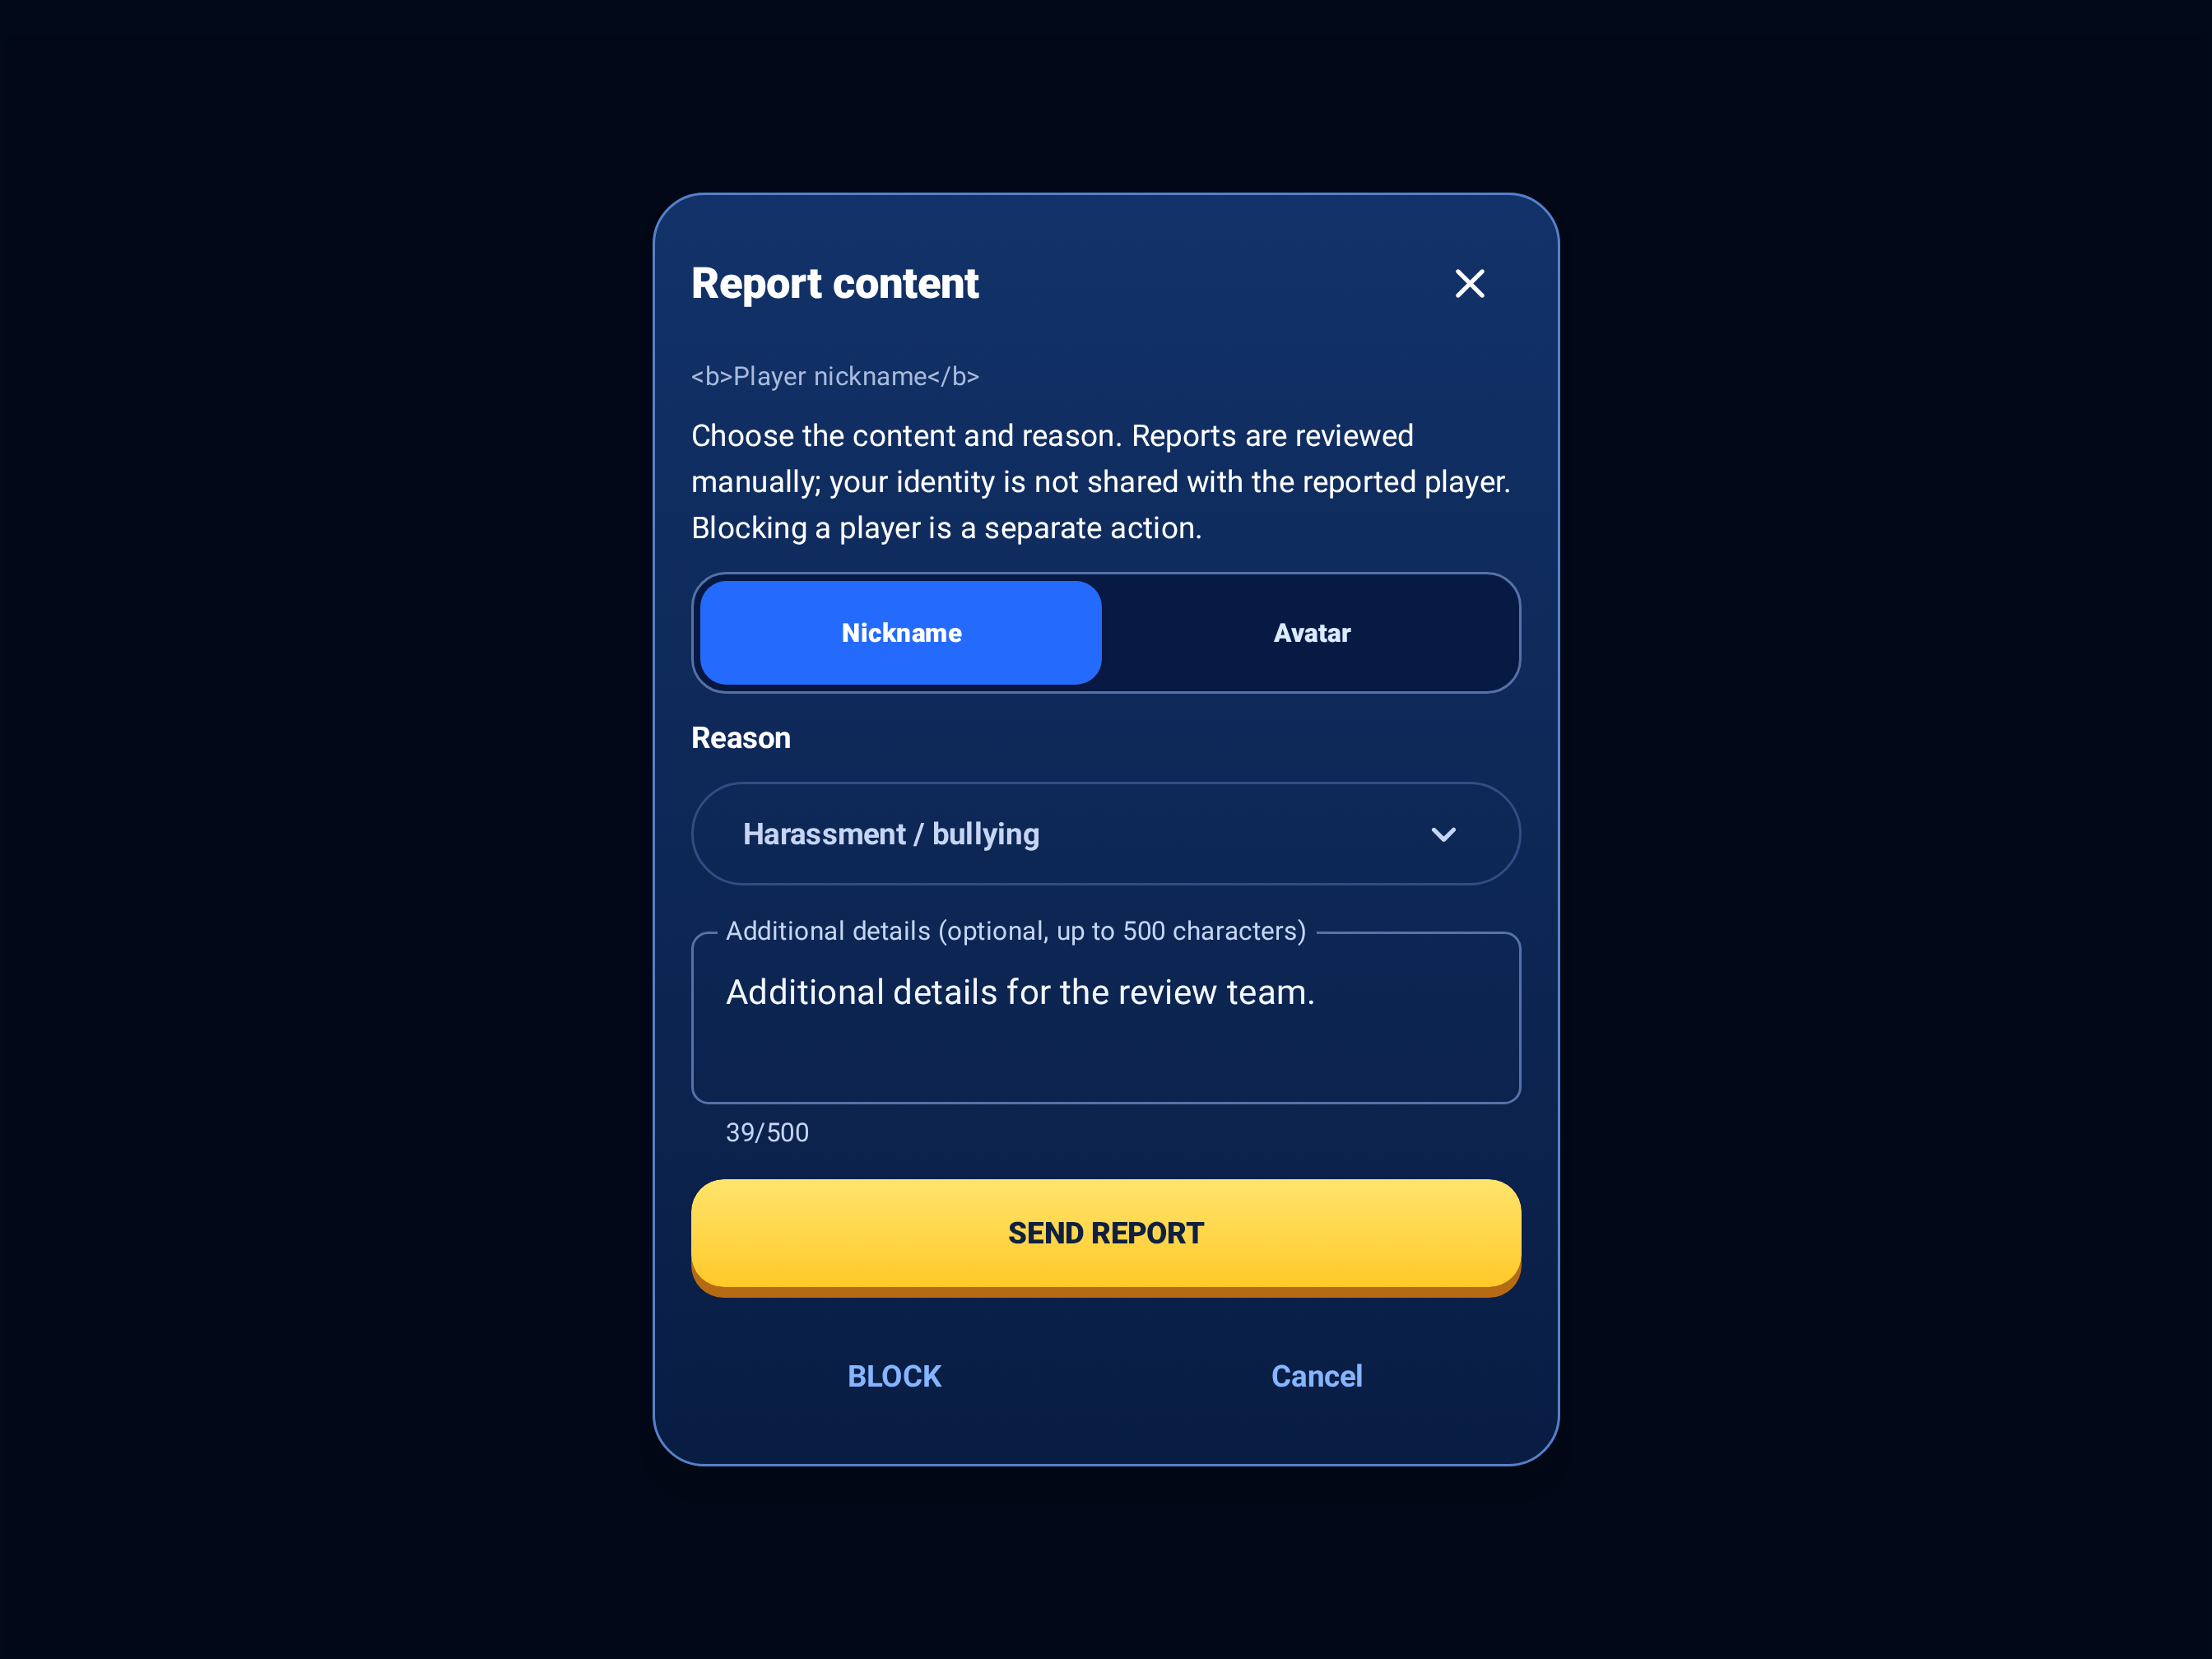 Report content
<b>Player nickname</b>
Choose the content and reason. Reports are reviewed
manually; your identity is not shared with the reported player.
Blocking a player is a separate action.
Nickname
Avatar
Reason
Harassment / bullying
Additional details (optional, up to 500 characters)
Additional details for the review team.
39/500
SEND REPORT
BLOCK
Cancel